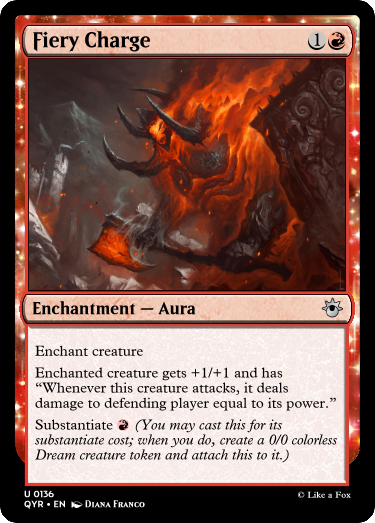 Fiery Charge 1
Enchantment — Aura
Enchant creature
Enchanted creature gets +1/+1 and has
“Whenever this creature attacks, it deals
damage to defending player equal to its power.”
Substantiate (You may cast this for its
substantiate cost; when you do, create a 0/0 colorless
Dream creature token and attach this to it.)
U 0136
QYR • EN Diana Franco
© Like a Fox